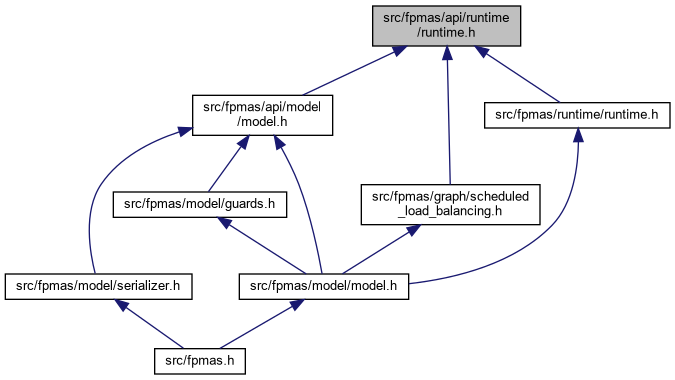 src/fpmas/api/runtime
/runtime.h
src/fpmas/api/model
/model.h
src/fpmas/runtime/runtime.h
src/fpmas/model/guards.h
src/fpmas/graph/scheduled
_load_balancing.h
src/fpmas/model/serializer.h
src/fpmas/model/model.h
src/fpmas.h